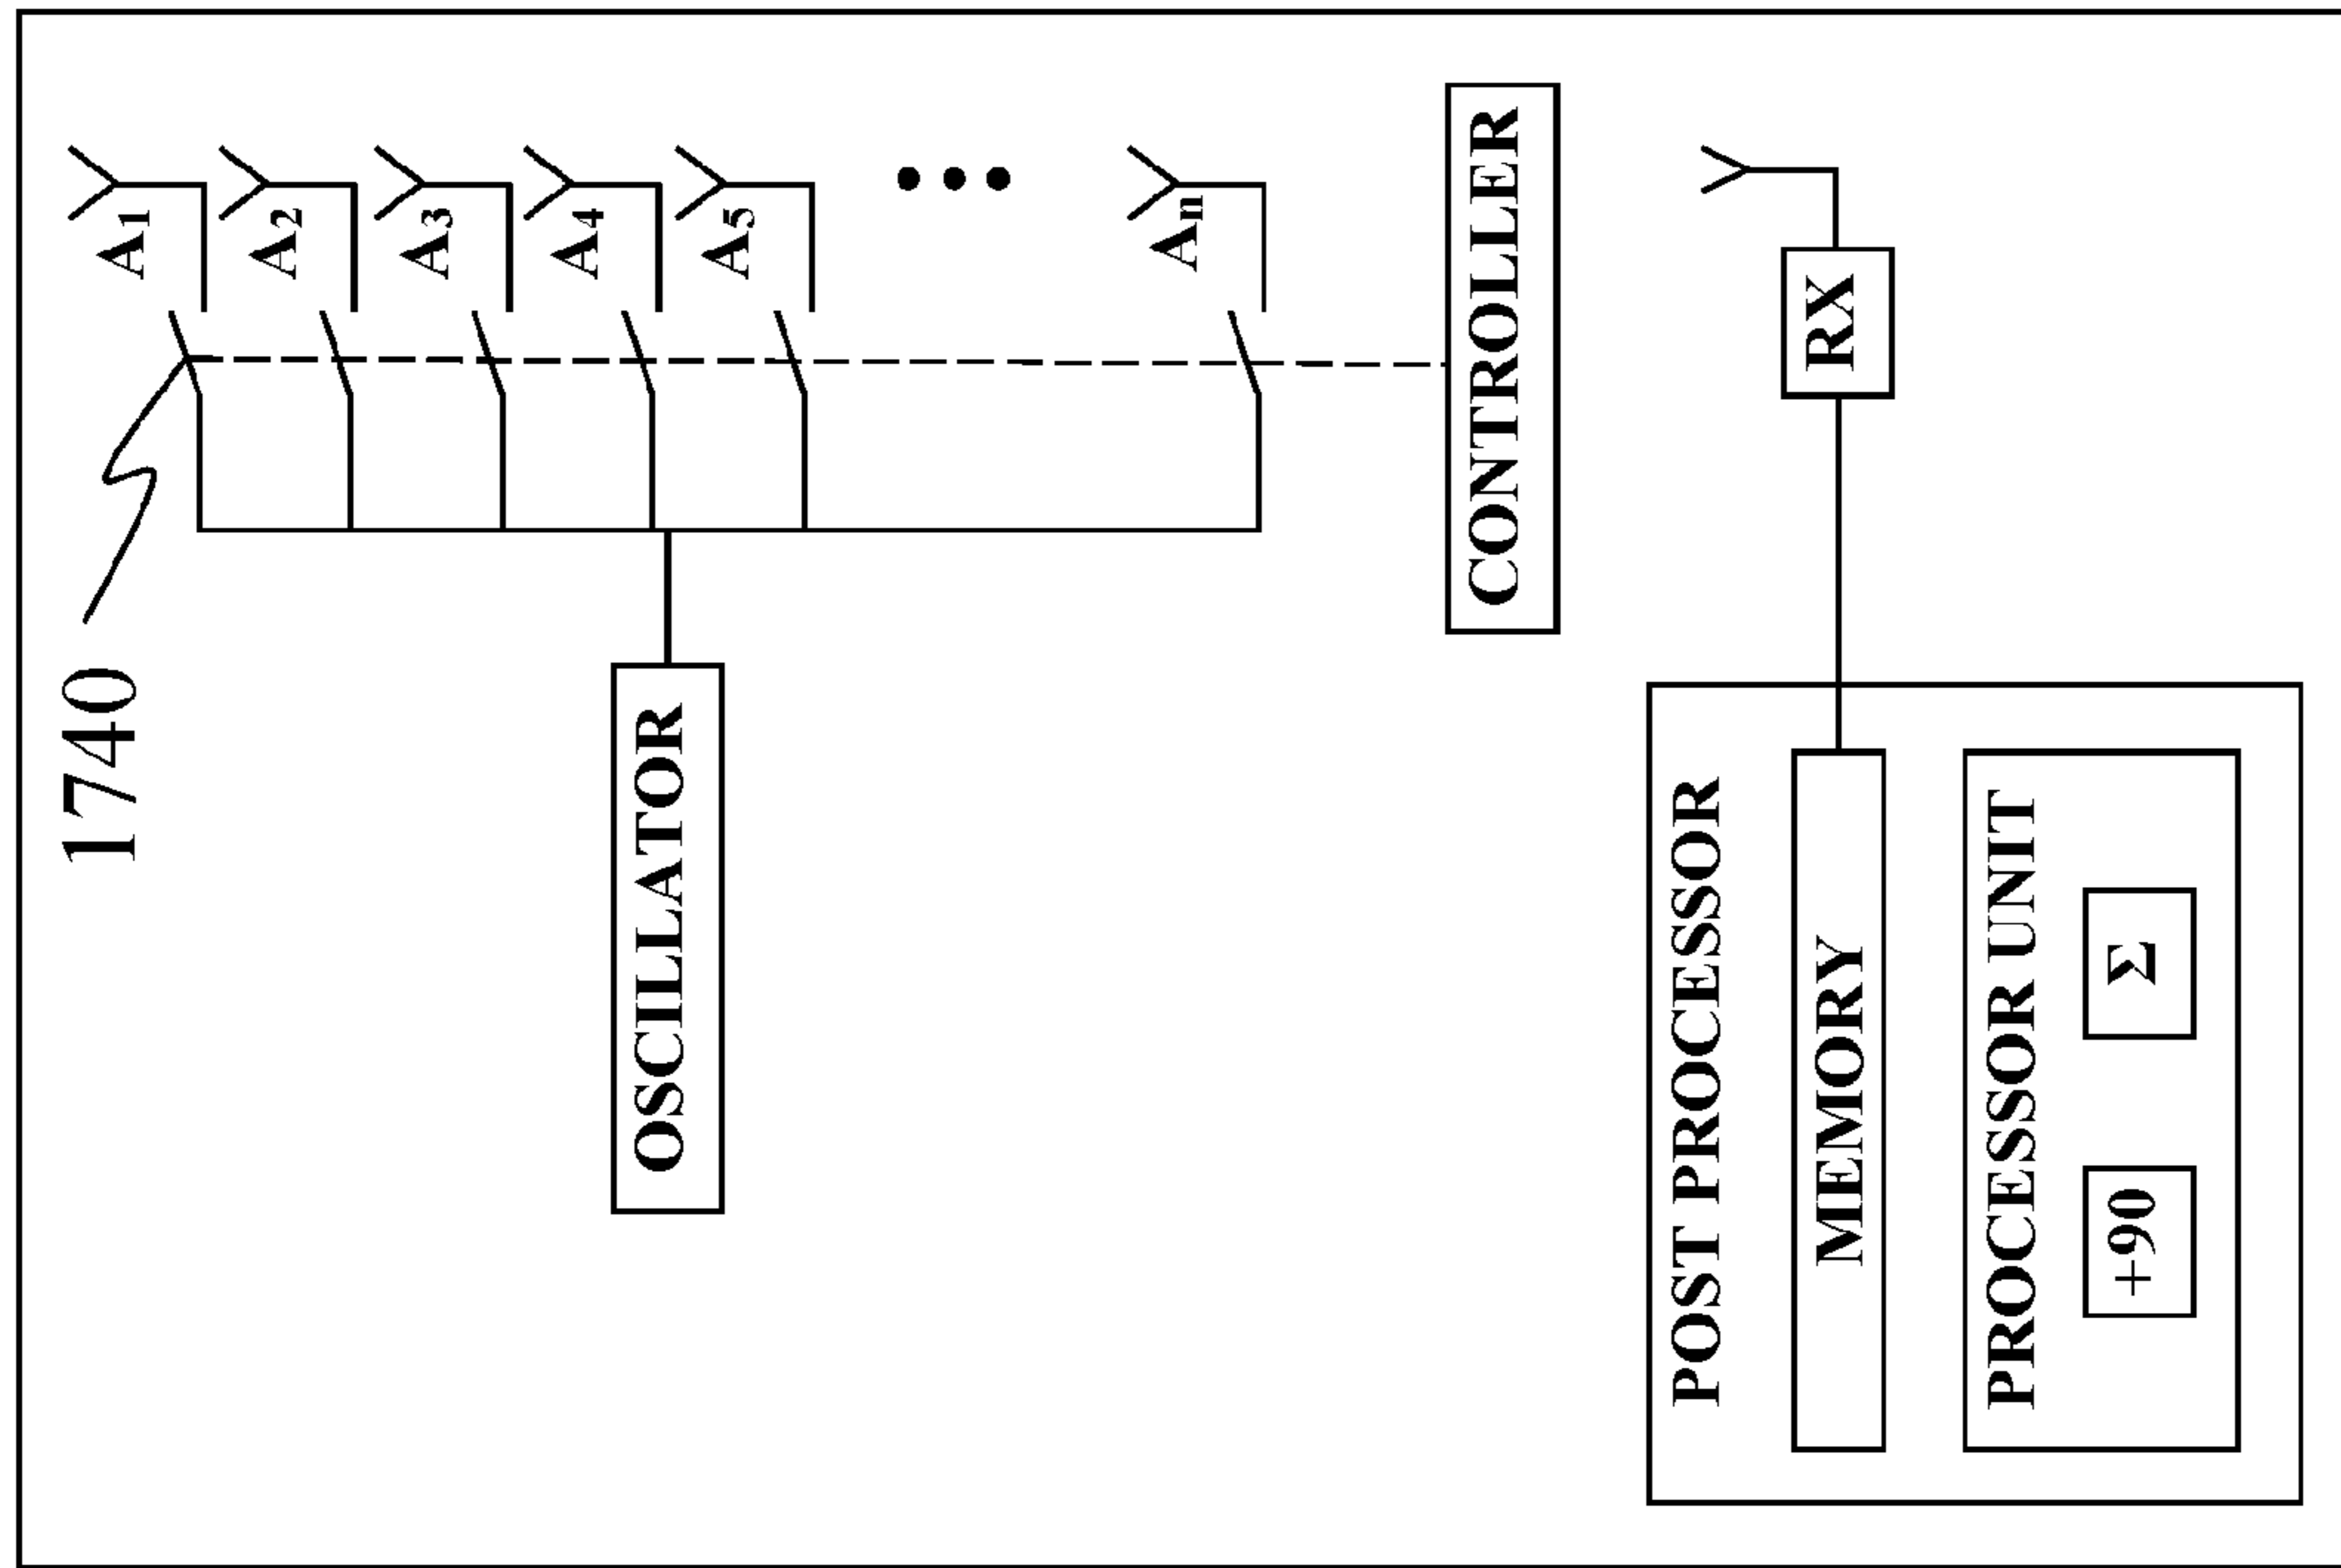 1740
A1
A2
A3
A4
A5
An
OSCILLATOR
CONTROLLER
RX
POST PROCESSOR
MEMORY
PROCESSOR UNIT
+90
Σ